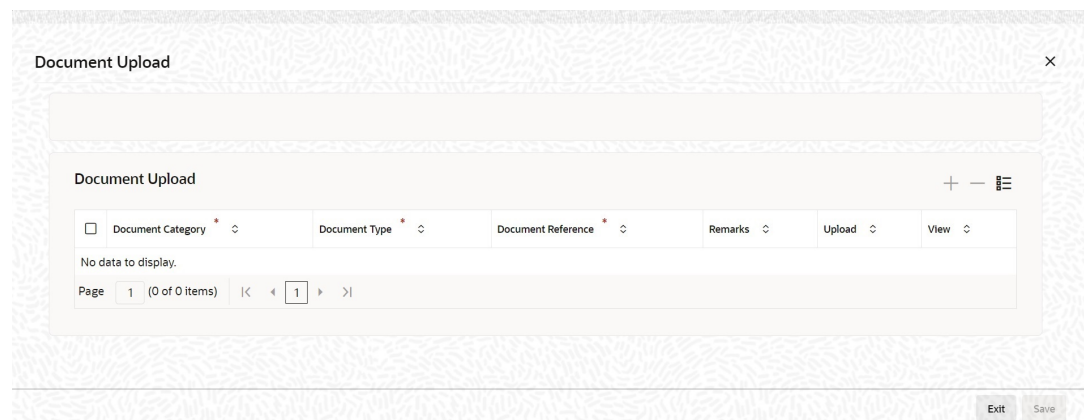 Document Upload
Document Upload
Document Category * Document Type * Document Reference * Remarks Upload View
No data to display.
Page 1 (0 of 0 items) 1
Exit Save